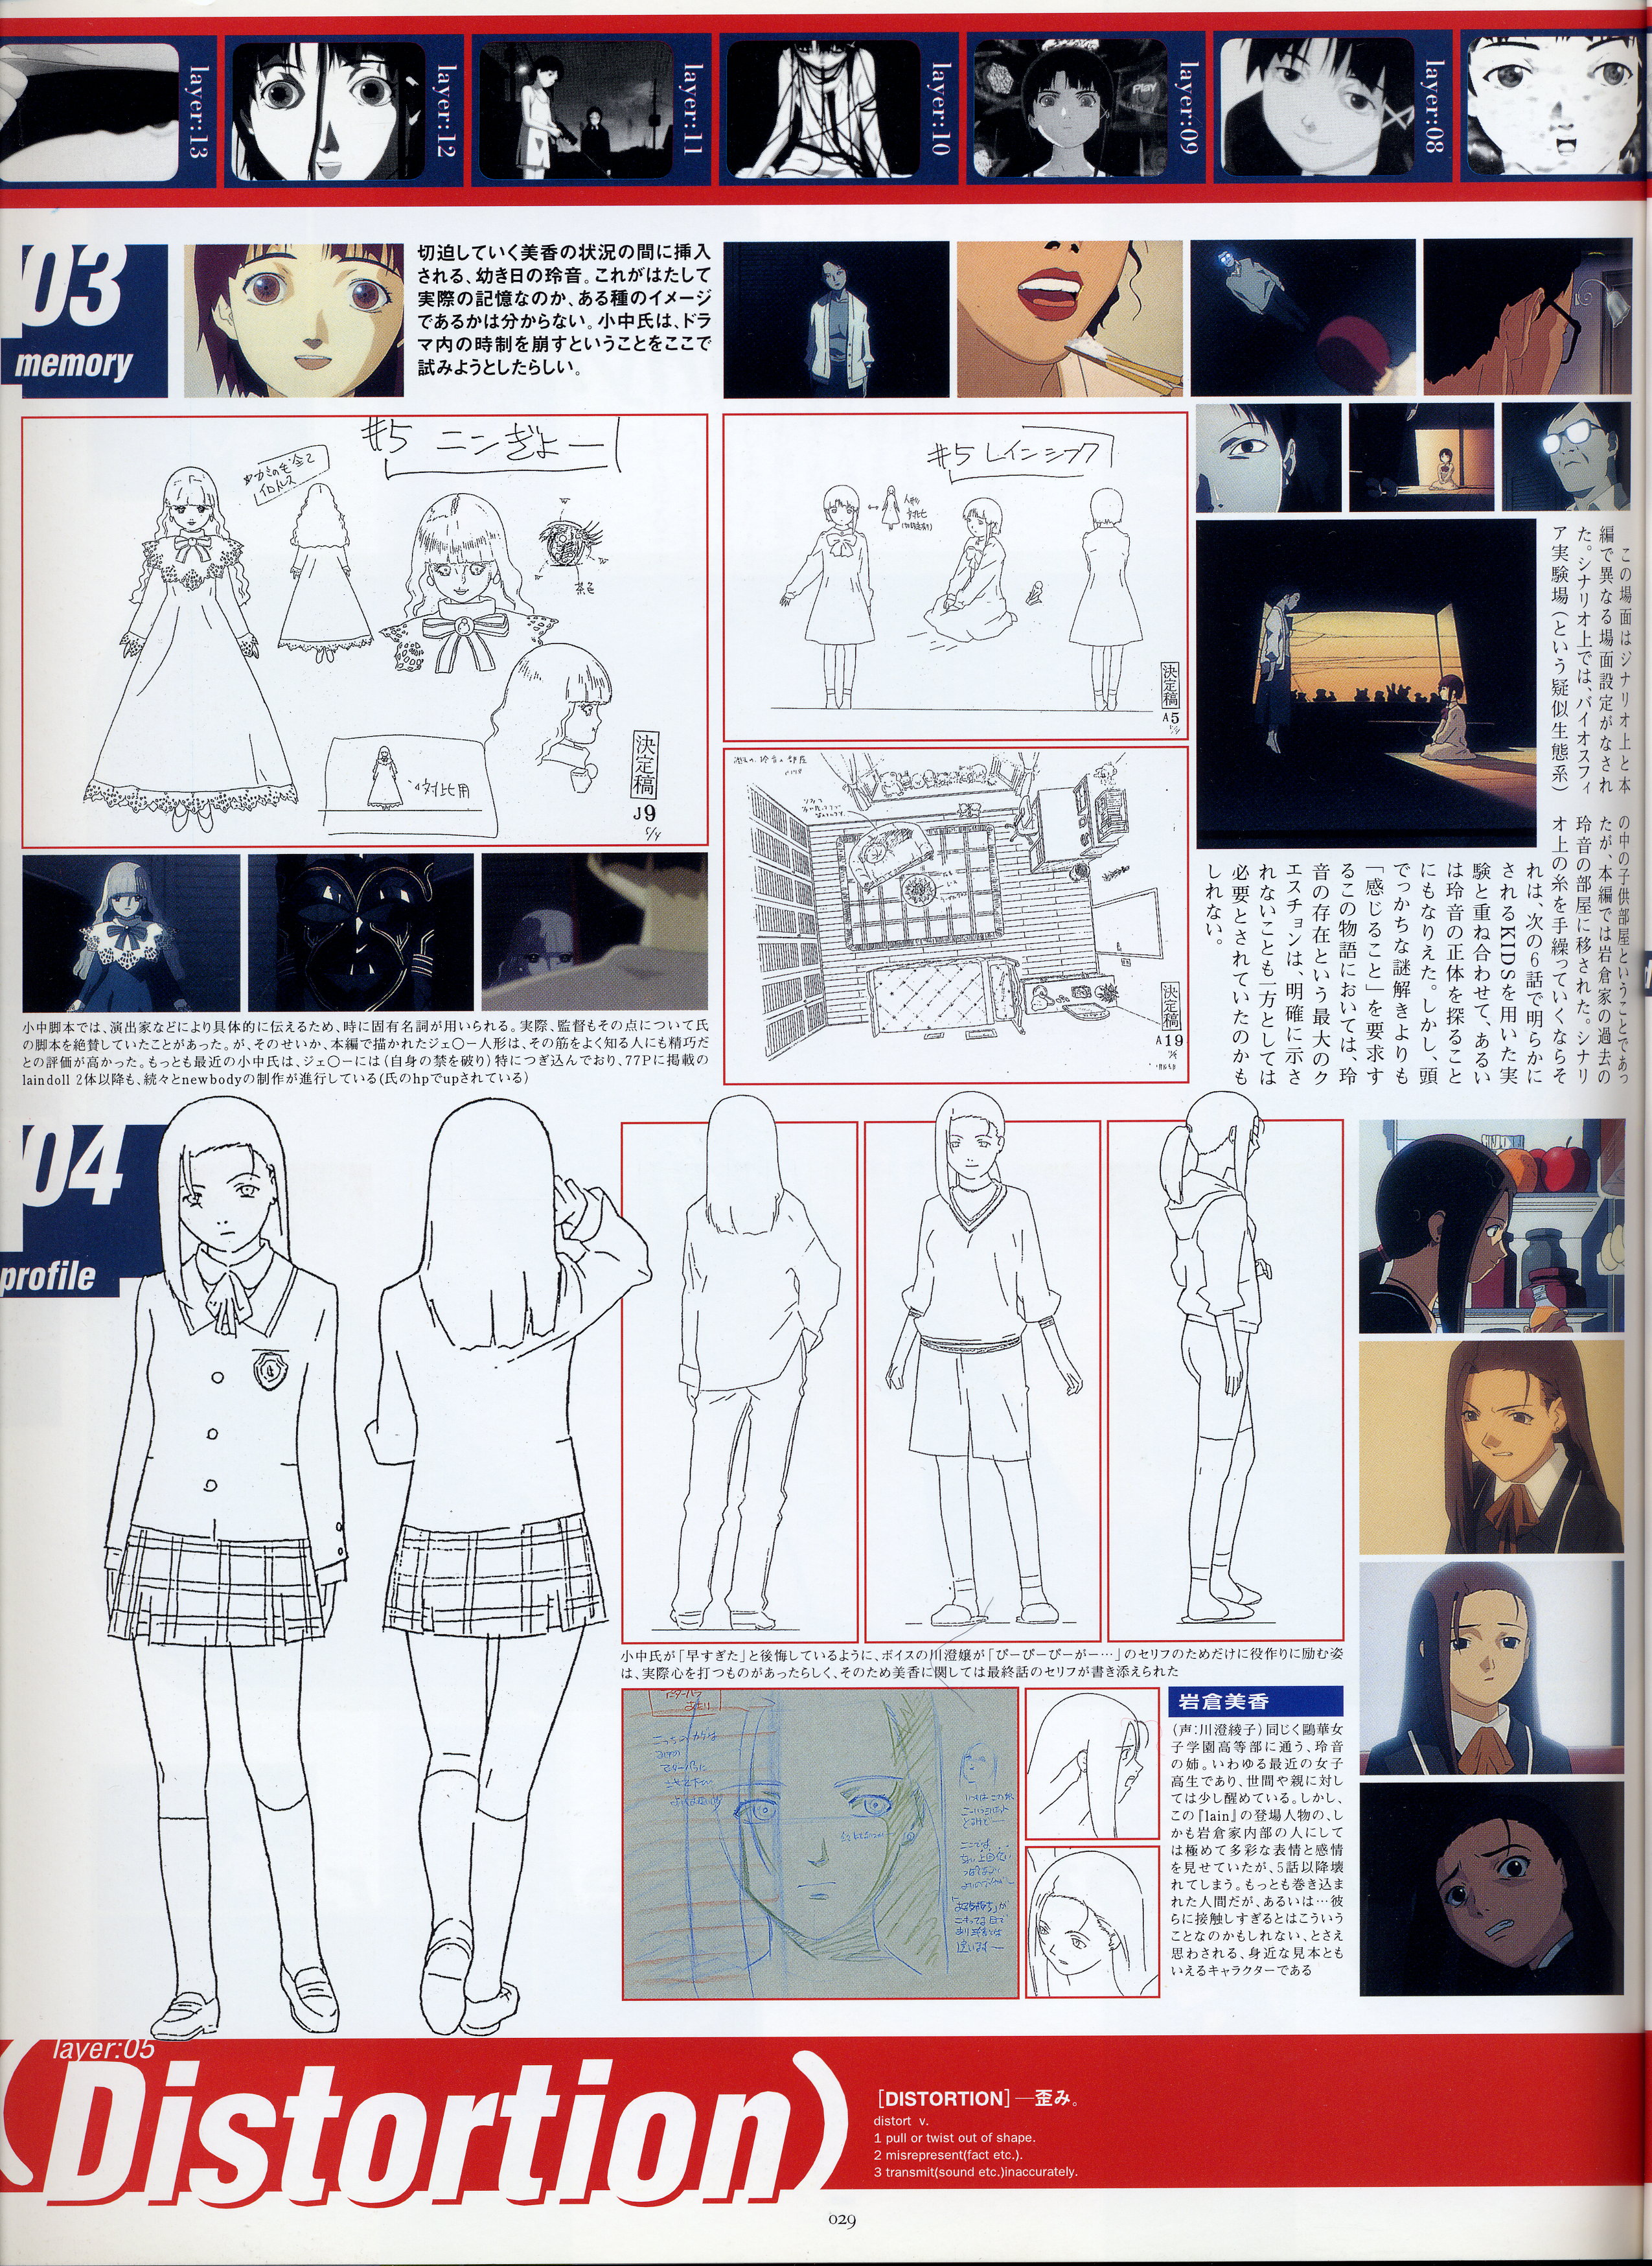 layer:13
layer:12
layer:11
layer:10
layer:09
layer:08
03
memory
切迫していく美香の状況の間に挿入
される、幼き日の玲音。これがはたして
実際の記憶なのか、ある種のイメージ
であるかは分からない。小中氏は、ドラ
マ内の時制を崩すということをここで
試みようとしたらしい。
#5 ニンぎょー
茶色
対比用
決定稿
J9
#5 レインシフク
決定稿
A5
決定稿
A19
この場面はジナリオ上と本
編で異なる場面設定がなされ
た。シナリオ上では、バイオスフィ
ア実験場(という疑似生態系)
の中の子供部屋ということであっ
たが、本編では岩倉家の過去の
玲音の部屋に移された。シナリ
オ上の糸を手繰っていくならそ
れは、次の6話で明らかに
されるKIDSを用いた実
験と重ね合わせて、あるい
は玲音の正体を探ること
にもなりえた。しかし、頭
でっかちな謎解きよりも
「感じること」を要求す
るこの物語においては、玲
音の存在という最大のク
エスチョンは、明確に示さ
れないことも一方としては
必要とされていたのかも
しれない。
小中脚本では、演出家などにより具体的に伝えるため、時に固有名詞が用いられる。実際、監督もその点について氏
の脚本を絶賛していたことがあった。が、そのせいか、本編で描かれたジェ〇ー人形は、その筋をよく知る人にも精巧だ
との評価が高かった。もっとも最近の小中氏は、ジェ〇ーには(自身の禁を破り)特につぎ込んでおり、77Pに掲載の
lain doll 2体以降も、続々とnewbodyの制作が進行している(氏のhpでupされている)
04
profile
小中氏が「早すぎた」と後悔しているように、ボイスの川澄嬢が「ぴーぴーぴーがー…」のセリフのためだけに役作りに励む姿
は、実際心を打つものがあったらしく、そのため美香に関しては最終話のセリフが書き添えられた
岩倉美香
(声:川澄綾子)同じく鷗華女
子学園高等部に通う、玲音
の姉。いわゆる最近の女子
高生であり、世間や親に対し
ては少し醒めている。しかし、
この『lain』の登場人物の、し
かも岩倉家内部の人にして
は極めて多彩な表情と感情
を見せていたが、5話以降壊
れてしまう。もっとも巻き込ま
れた人間だが、あるいは…彼
らに接触しすぎるとはこういう
ことなのかもしれない、とさえ
思わされる、身近な見本とも
いえるキャラクターである
layer:05
(Distortion)
[DISTORTION]―歪み。
distort v.
1 pull or twist out of shape.
2 misrepresent(fact etc.).
3 transmit(sound etc.)inaccurately.
029